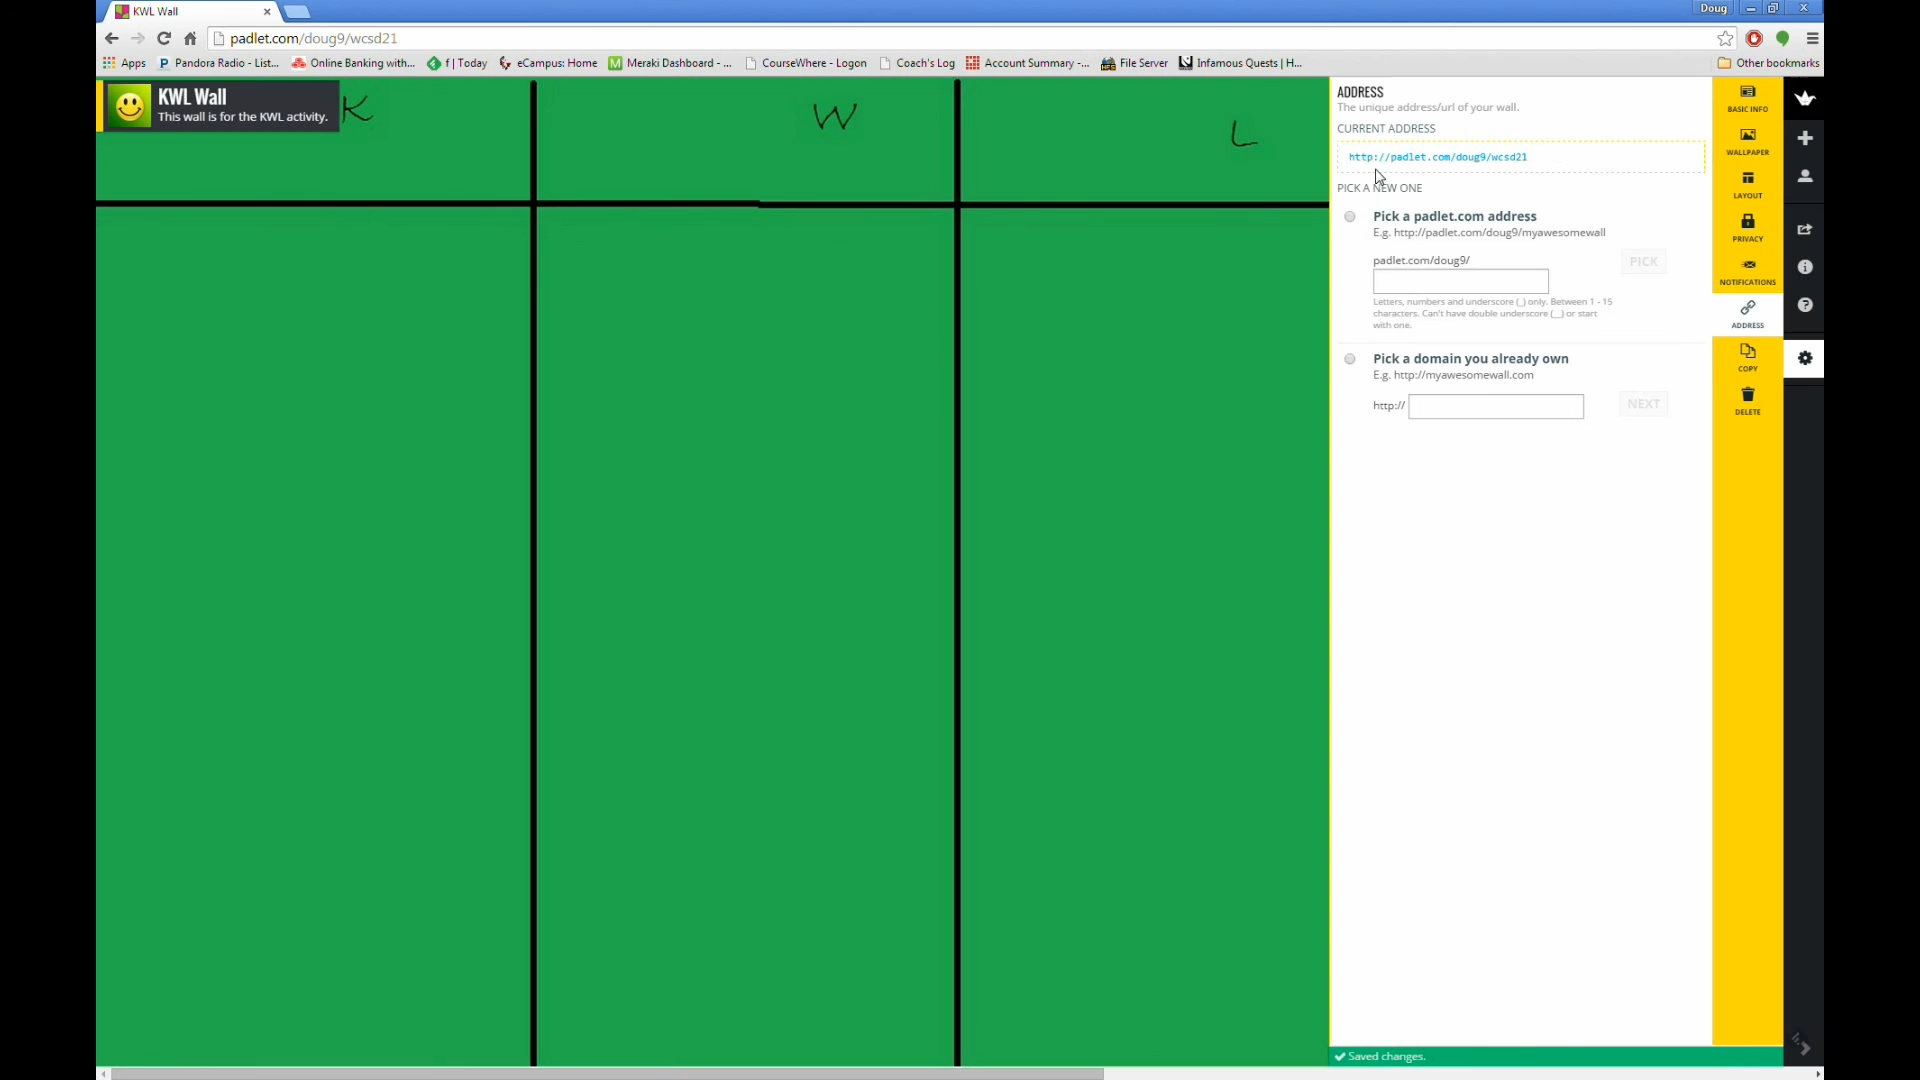 KWL Wall
Doug
padlet.com/doug9/wcsd21
Apps Pandora Radio - List... Online Banking with... f | Today eCampus: Home Meraki Dashboard - ... CourseWhere - Logon Coach's Log Account Summary -... File Server Infamous Quests | H... Other bookmarks
KWL Wall
This wall is for the KWL activity.
K
W
L
ADDRESS
The unique address/url of your wall.
CURRENT ADDRESS
http://padlet.com/doug9/wcsd21
PICK A NEW ONE
Pick a padlet.com address
E.g. http://padlet.com/doug9/myawesomewall
padlet.com/doug9/
PICK
Letters, numbers and underscore (_) only. Between 1 - 15
characters. Can't have double underscore (__) or start
with one.
Pick a domain you already own
E.g. http://myawesomewall.com
http://
NEXT
BASIC INFO
WALLPAPER
LAYOUT
PRIVACY
NOTIFICATIONS
ADDRESS
COPY
DELETE
Saved changes.